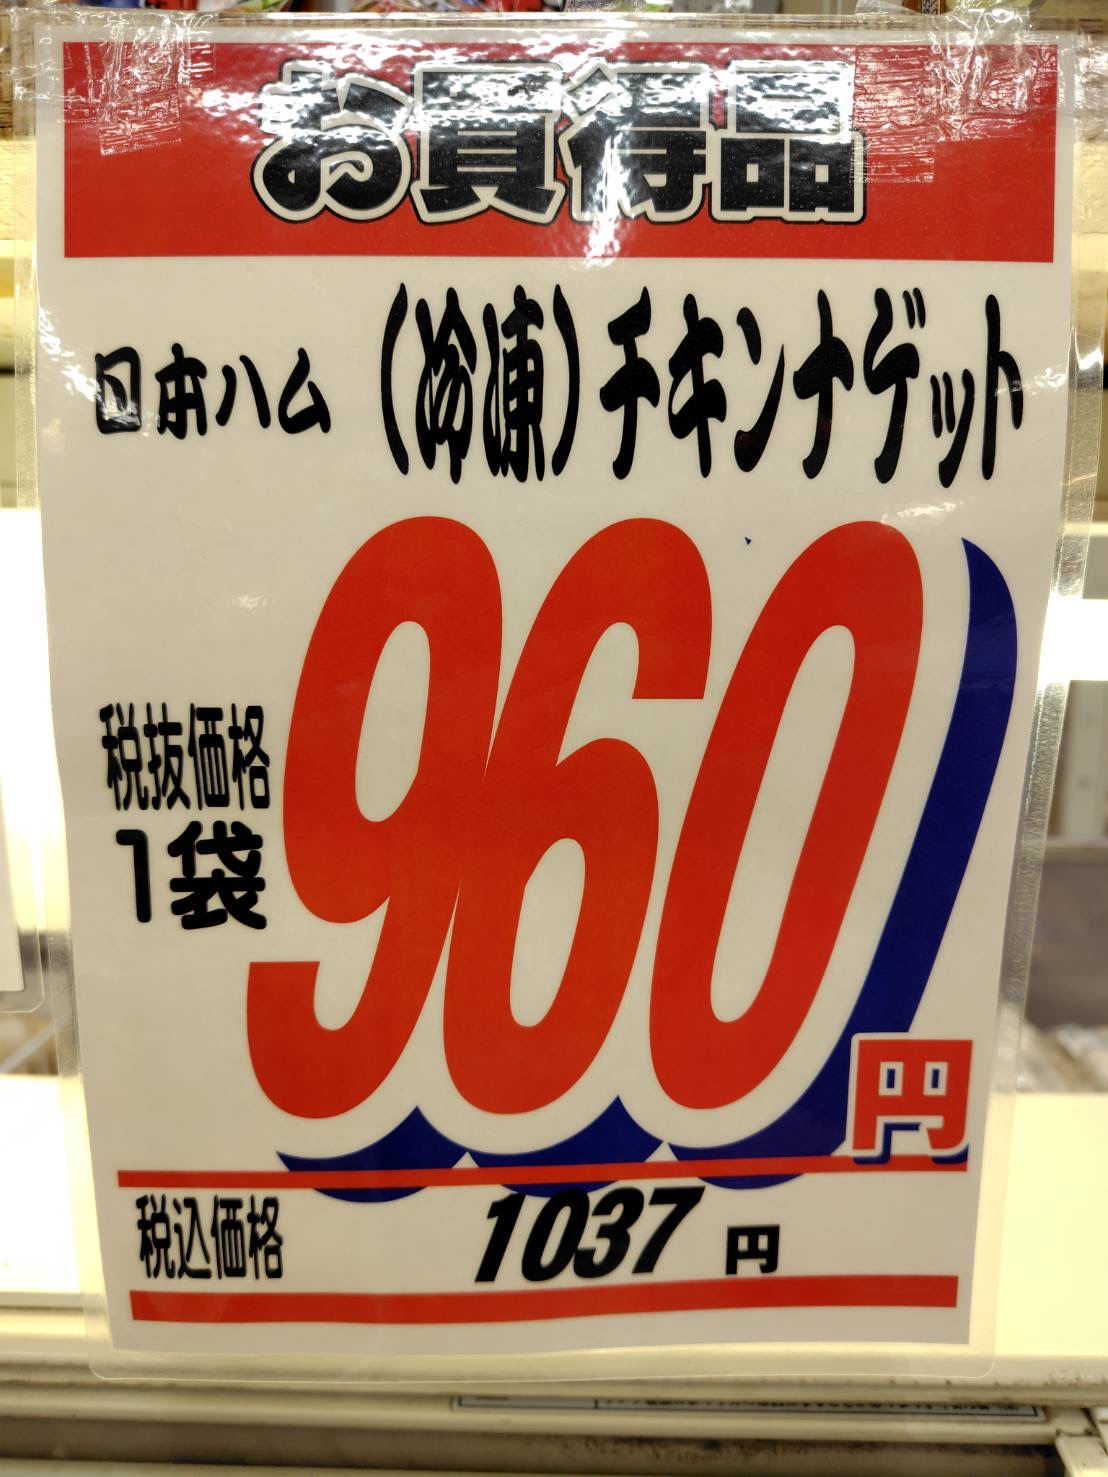 お買得品
日本ハム (冷凍)チキンナゲット
税抜価格
1袋
960円
税込価格 1037円